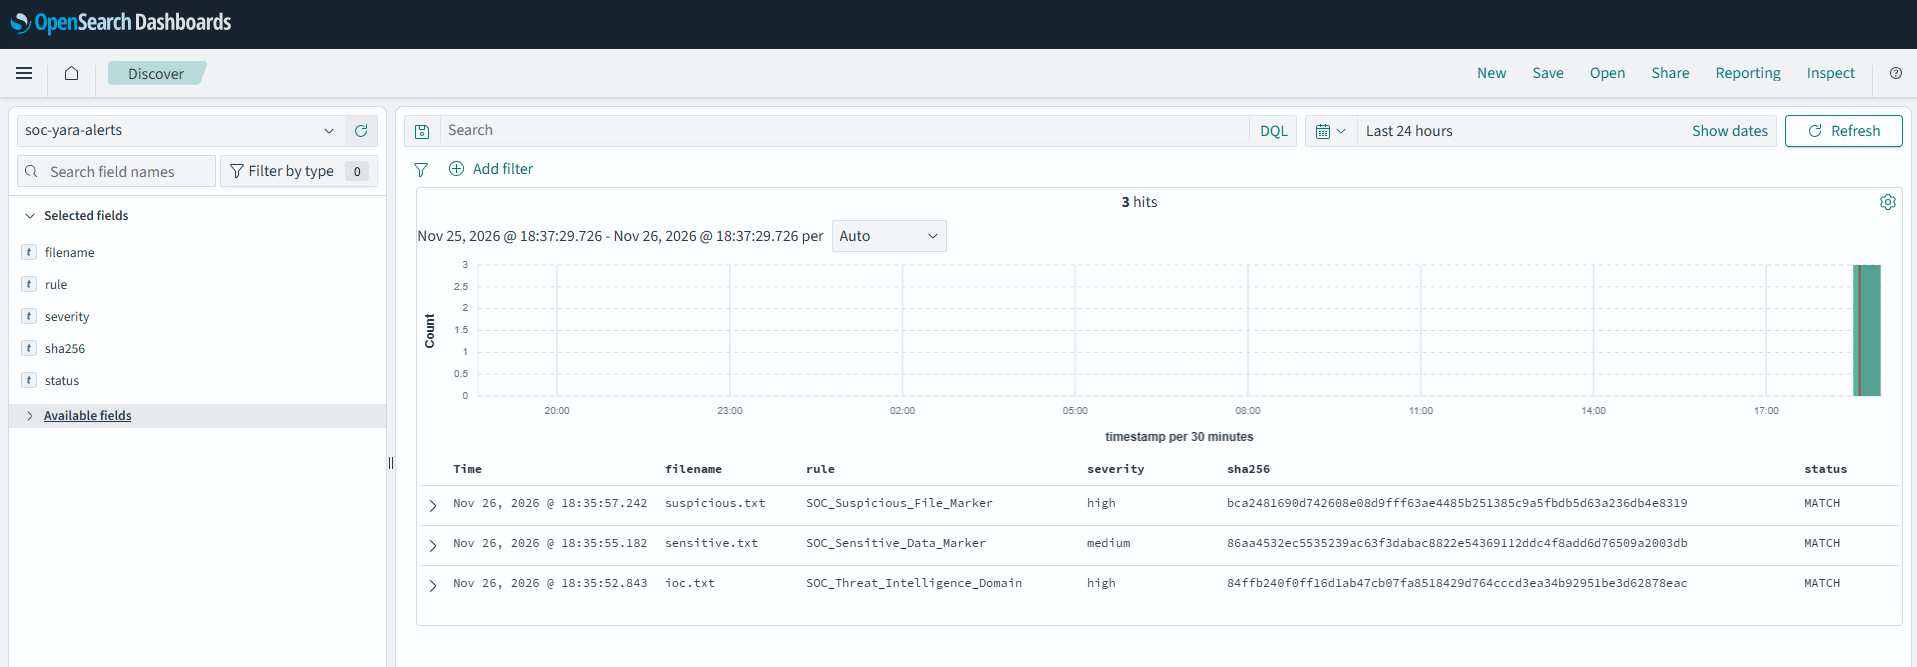 OpenSearch Dashboards
Discover
New Save Open Share Reporting Inspect
soc-yara-alerts
Search DQL
Last 24 hours Show dates
Refresh
Search field names
Filter by type 0
Add filter
Selected fields
t filename
t rule
t severity
t sha256
t status
Available fields
3 hits
Nov 25, 2026 @ 18:37:29.726 - Nov 26, 2026 @ 18:37:29.726 per Auto
Count
3
2.5
2
1.5
1
0.5
0
20:00 23:00 02:00 05:00 08:00 11:00 14:00 17:00
timestamp per 30 minutes
Time filename rule severity sha256 status
Nov 26, 2026 @ 18:35:57.242 suspicious.txt SOC_Suspicious_File_Marker high bca2481690d742608e08d9fff63ae4485b251385c9a5fbdb5d63a236db4e8319 MATCH
Nov 26, 2026 @ 18:35:55.182 sensitive.txt SOC_Sensitive_Data_Marker medium 86aa4532ec5535239ac63f3dabac8822e54369112ddc4f8add6d76509a2003db MATCH
Nov 26, 2026 @ 18:35:52.843 ioc.txt SOC_Threat_Intelligence_Domain high 84ffb240f0ff16d1ab47cb07fa8518429d764cccd3ea34b92951be3d62878eac MATCH